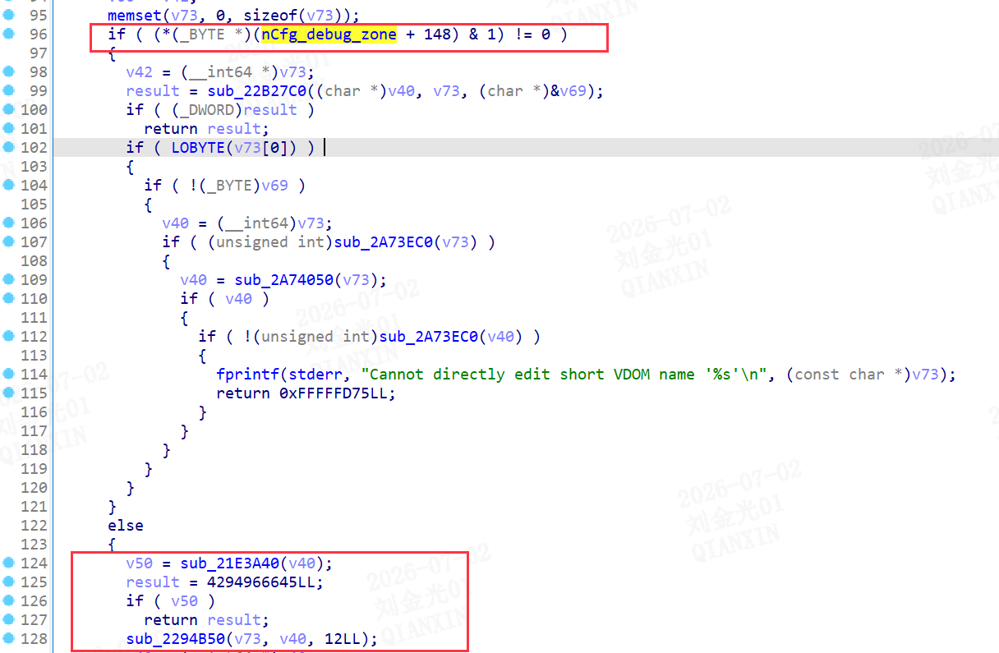 95 memset(v73, 0, sizeof(v73));
96 if ( (*(_BYTE *)(nCfg_debug_zone + 148) & 1) != 0 )
97 {
98 v42 = (__int64 *)v73;
99 result = sub_22B27C0((char *)v40, v73, (char *)&v69);
100 if ( (_DWORD)result )
101 return result;
102 if ( LOBYTE(v73[0]) )
103 {
104 if ( !(_BYTE)v69 )
105 {
106 v40 = (__int64)v73;
107 if ( (unsigned int)sub_2A73EC0(v73) )
108 {
109 v40 = sub_2A74050(v73);
110 if ( v40 )
111 {
112 if ( !(unsigned int)sub_2A73EC0(v40) )
113 {
114 fprintf(stderr, "Cannot directly edit short VDOM name '%s'\n", (const char *)v73);
115 return 0xFFFFFD75LL;
116 }
117 }
118 }
119 }
120 }
121 }
122 else
123 {
124 v50 = sub_21E3A40(v40);
125 result = 4294966645LL;
126 if ( v50 )
127 return result;
128 sub_2294B50(v73, v40, 12LL);
2026-07-02
刘金光01
QIANXIN